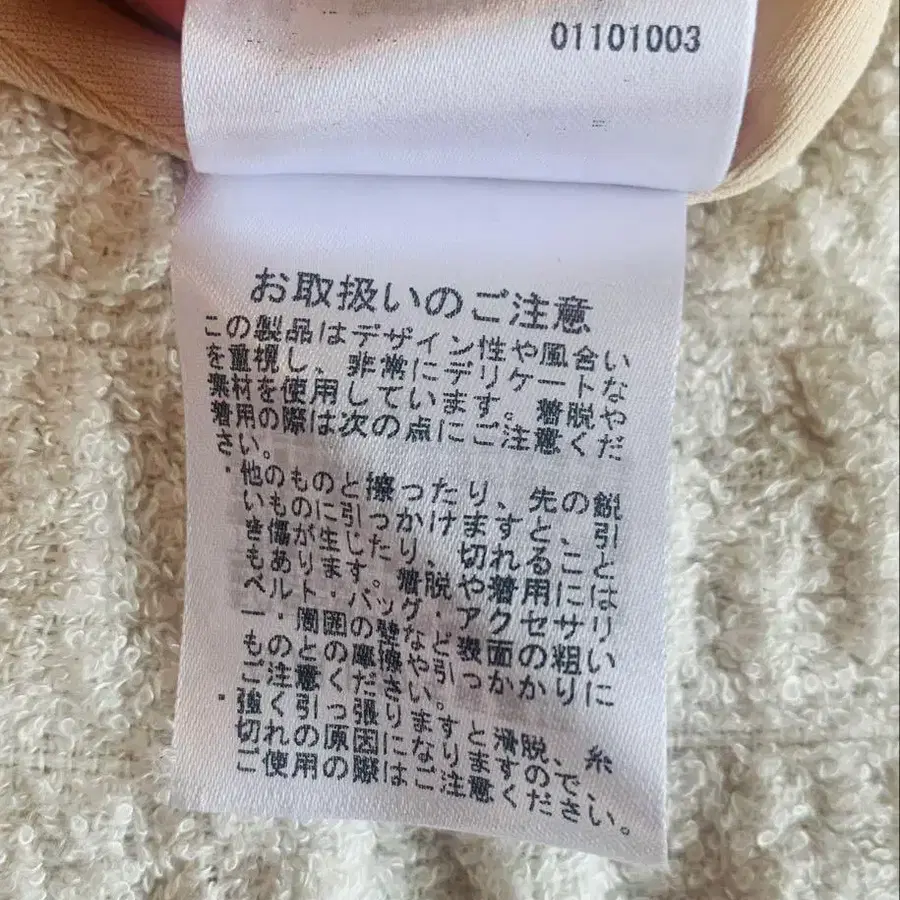 01101003
お取扱いのご注意
この製品はデザイン性や風合い
を重視し、非常にデリケートな
素材を使用しています。着脱や
着用の際は次の点にご注意くだ
さい。
・他のものと擦ったり、先の鋭
いものに引っかけますと、引
き傷が生じたり、切れること
もあります。着脱や着用には
ベルト・バッグ・アクセサリ
ー・周囲の壁など表面の粗い
ものとの摩擦や引っかかりに
ご注意ください。
・強く引っ張りますと滑脱、糸
切れの原因になりますので、
ご使用の際はご注意ください。